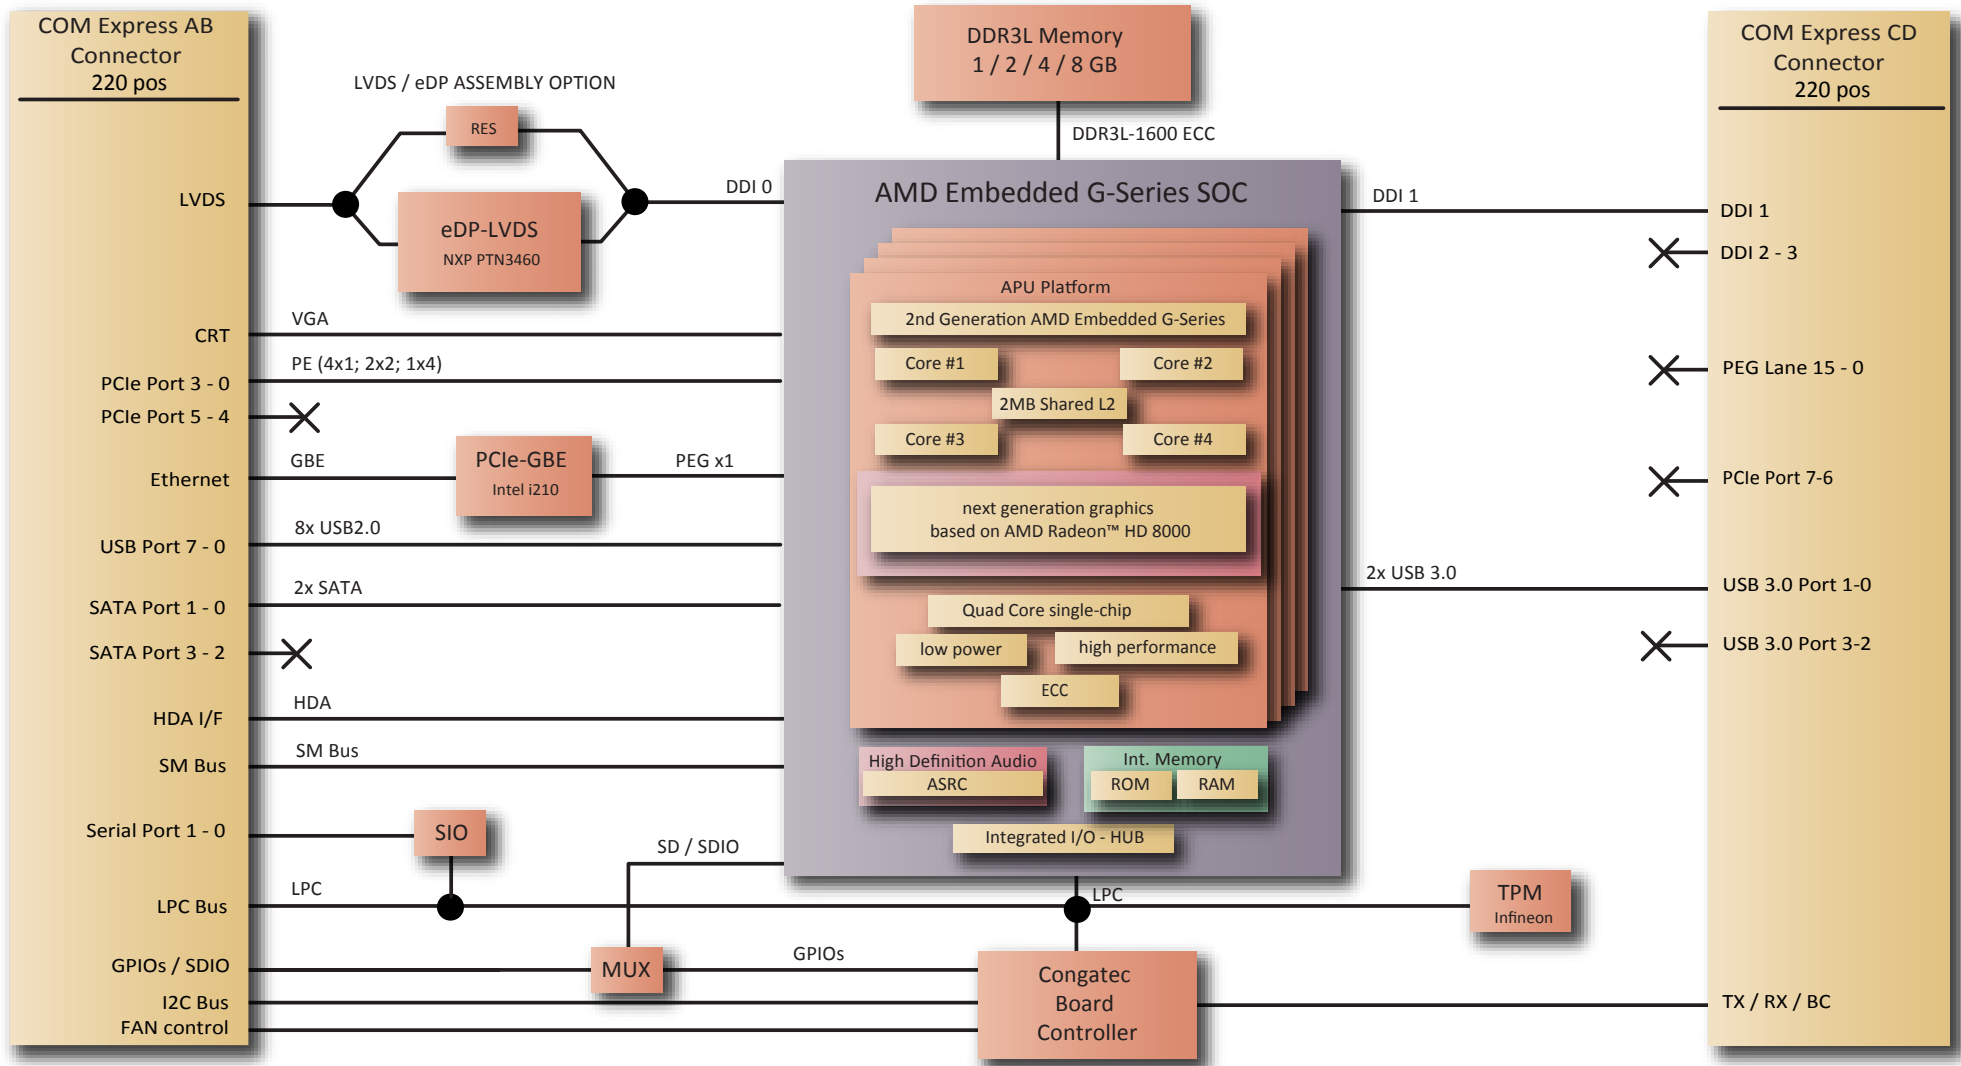 COM Express AB
Connector
220 pos
LVDS
CRT
PCIe Port 3 - 0
PCIe Port 5 - 4
Ethernet
USB Port 7 - 0
SATA Port 1 - 0
SATA Port 3 - 2
HDA I/F
SM Bus
Serial Port 1 - 0
LPC Bus
GPIOs / SDIO
I2C Bus
FAN control
LVDS / eDP ASSEMBLY OPTION
RES
eDP-LVDS
NXP PTN3460
DDI 0
VGA
PE (4x1; 2x2; 1x4)
GBE
PCIe-GBE
Intel i210
PEG x1
8x USB2.0
2x SATA
HDA
SM Bus
SIO
SD / SDIO
LPC
MUX
GPIOs
DDR3L Memory
1 / 2 / 4 / 8 GB
DDR3L-1600 ECC
AMD Embedded G-Series SOC
APU Platform
2nd Generation AMD Embedded G-Series
Core #1
Core #2
2MB Shared L2
Core #3
Core #4
next generation graphics
based on AMD Radeon™ HD 8000
Quad Core single-chip
low power
high performance
ECC
High Definition Audio
ASRC
Int. Memory
ROM
RAM
Integrated I/O - HUB
LPC
Congatec
Board
Controller
TPM
Infineon
DDI 1
2x USB 3.0
COM Express CD
Connector
220 pos
DDI 1
DDI 2 - 3
PEG Lane 15 - 0
PCIe Port 7-6
USB 3.0 Port 1-0
USB 3.0 Port 3-2
TX / RX / BC